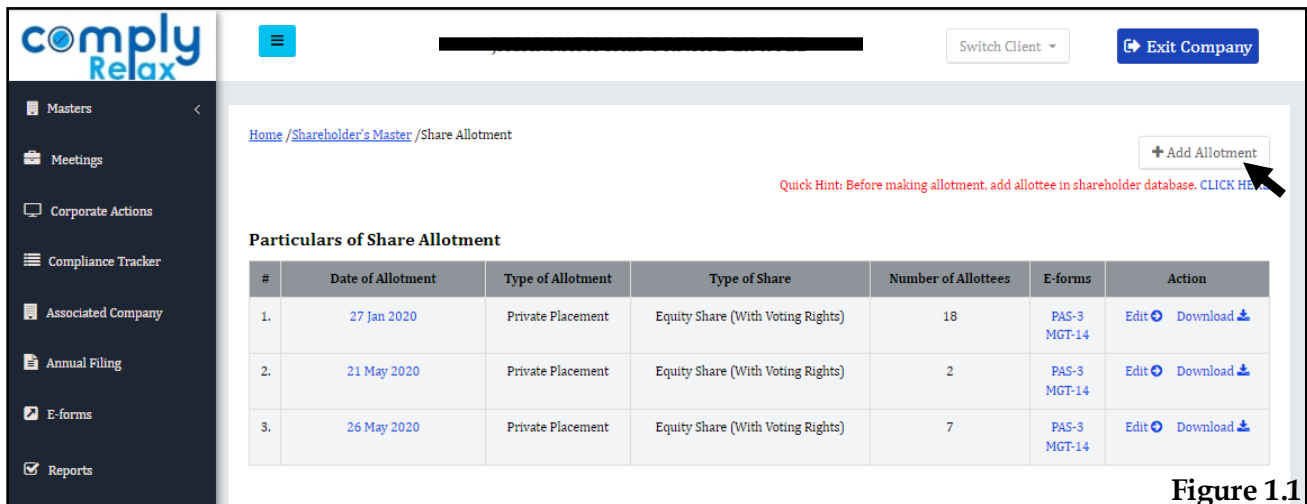 comply
Relax
Switch Client
Exit Company
Masters
Meetings
Corporate Actions
Compliance Tracker
Associated Company
Annual Filing
E-forms
Reports
Home /Shareholder's Master /Share Allotment
+ Add Allotment
Quick Hint: Before making allotment, add allottee in shareholder database. CLICK HERE
Particulars of Share Allotment
# Date of Allotment Type of Allotment Type of Share Number of Allottees E-forms Action
1. 27 Jan 2020 Private Placement Equity Share (With Voting Rights) 18 PAS-3 Edit Download
MGT-14
2. 21 May 2020 Private Placement Equity Share (With Voting Rights) 2 PAS-3 Edit Download
MGT-14
3. 26 May 2020 Private Placement Equity Share (With Voting Rights) 7 PAS-3 Edit Download
MGT-14
Figure 1.1